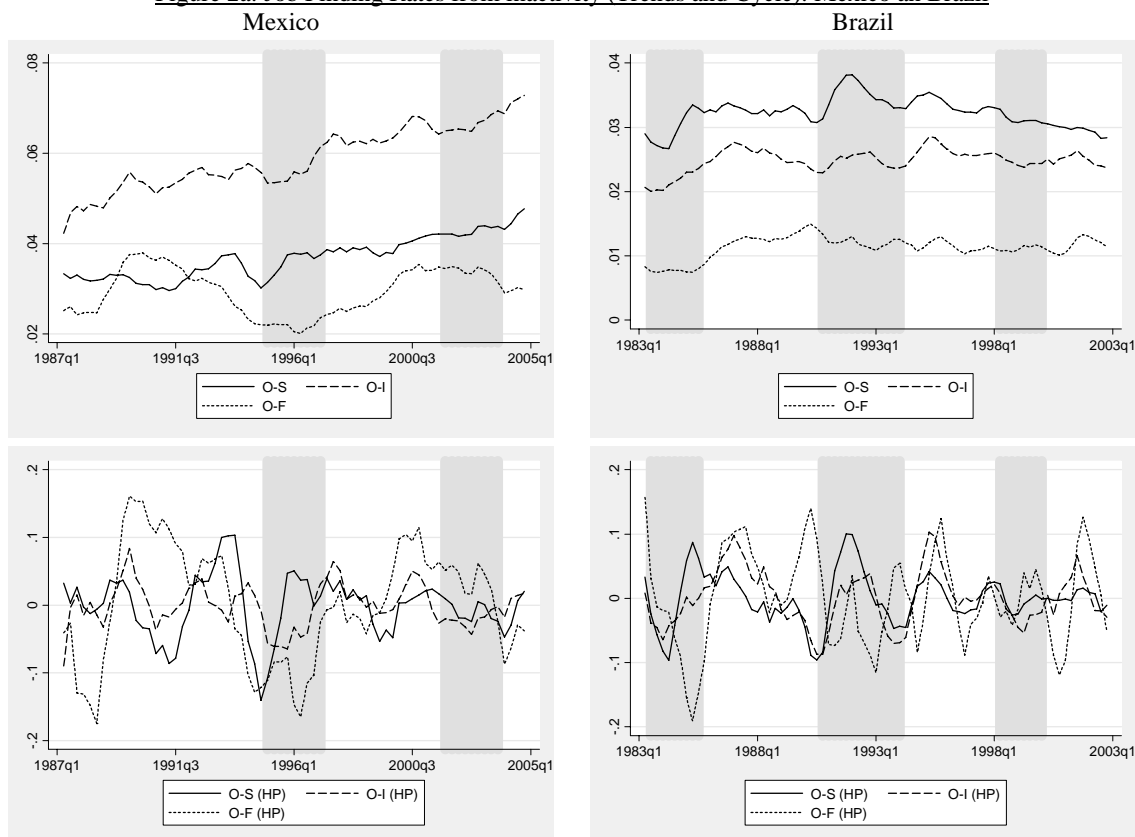 Figure 2a: Job Finding Rates from Inactivity (Trends and Cycle): Mexico an Brazil
Mexico
Brazil
.08
.06
.04
.02
1987q1 1991q3 1996q1 2000q3 2005q1
O-S O-I
O-F
.04
.03
.02
.01
0
1983q1 1988q1 1993q1 1998q1 2003q1
O-S O-I
O-F
.2
.1
0
-.1
-.2
1987q1 1991q3 1996q1 2000q3 2005q1
O-S (HP) O-I (HP)
O-F (HP)
.2
.1
0
-.1
-.2
1983q1 1988q1 1993q1 1998q1 2003q1
O-S (HP) O-I (HP)
O-F (HP)